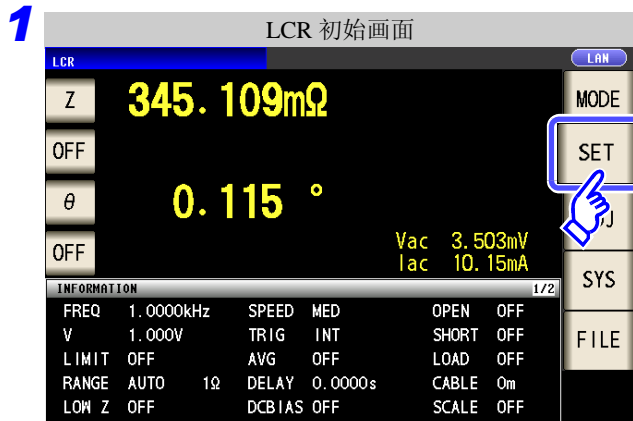 1
LCR 初始画面
LCR
LAN
Z 345.109mΩ
MODE
OFF
SET
θ 0.115 °
OFF
Vac 3.503mV
Iac 10.15mA
SYS
INFORMATION 1/2
FREQ 1.0000kHz SPEED MED OPEN OFF
V 1.000V TRIG INT SHORT OFF
FILE
LIMIT OFF AVG OFF LOAD OFF
RANGE AUTO 1Ω DELAY 0.0000s CABLE 0m
LOW Z OFF DCBIAS OFF SCALE OFF